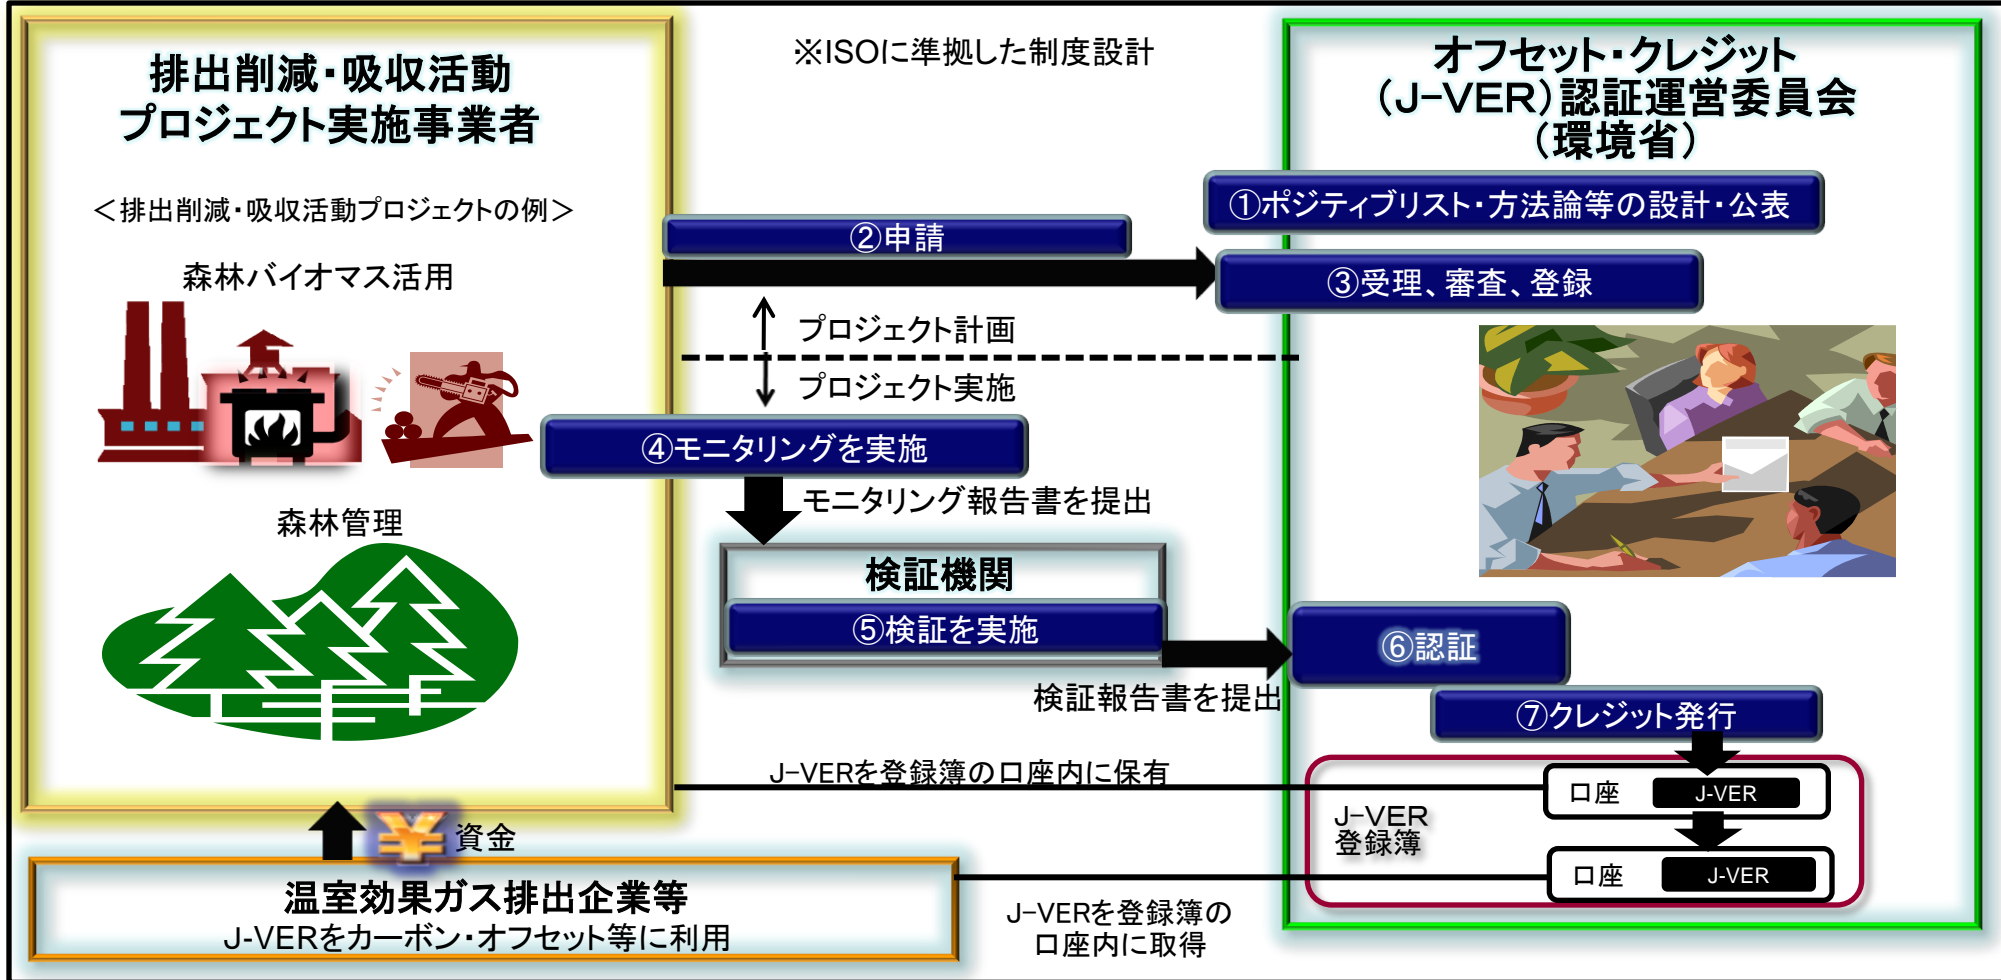 排出削減・吸収活動
プロジェクト実施事業者
＜排出削減・吸収活動プロジェクトの例＞
森林バイオマス活用
森林管理
※ISOに準拠した制度設計
オフセット・クレジット
（J-VER）認証運営委員会
（環境省）
①ポジティブリスト・方法論等の設計・公表
②申請
③受理、審査、登録
プロジェクト計画
プロジェクト実施
④モニタリングを実施
モニタリング報告書を提出
検証機関
⑤検証を実施
検証報告書を提出
⑥認証
⑦クレジット発行
J-VERを登録簿の口座内に保有
口座 J-VER
J-VER
登録簿
口座 J-VER
資金
温室効果ガス排出企業等
J-VERをカーボン・オフセット等に利用
J-VERを登録簿の
口座内に取得